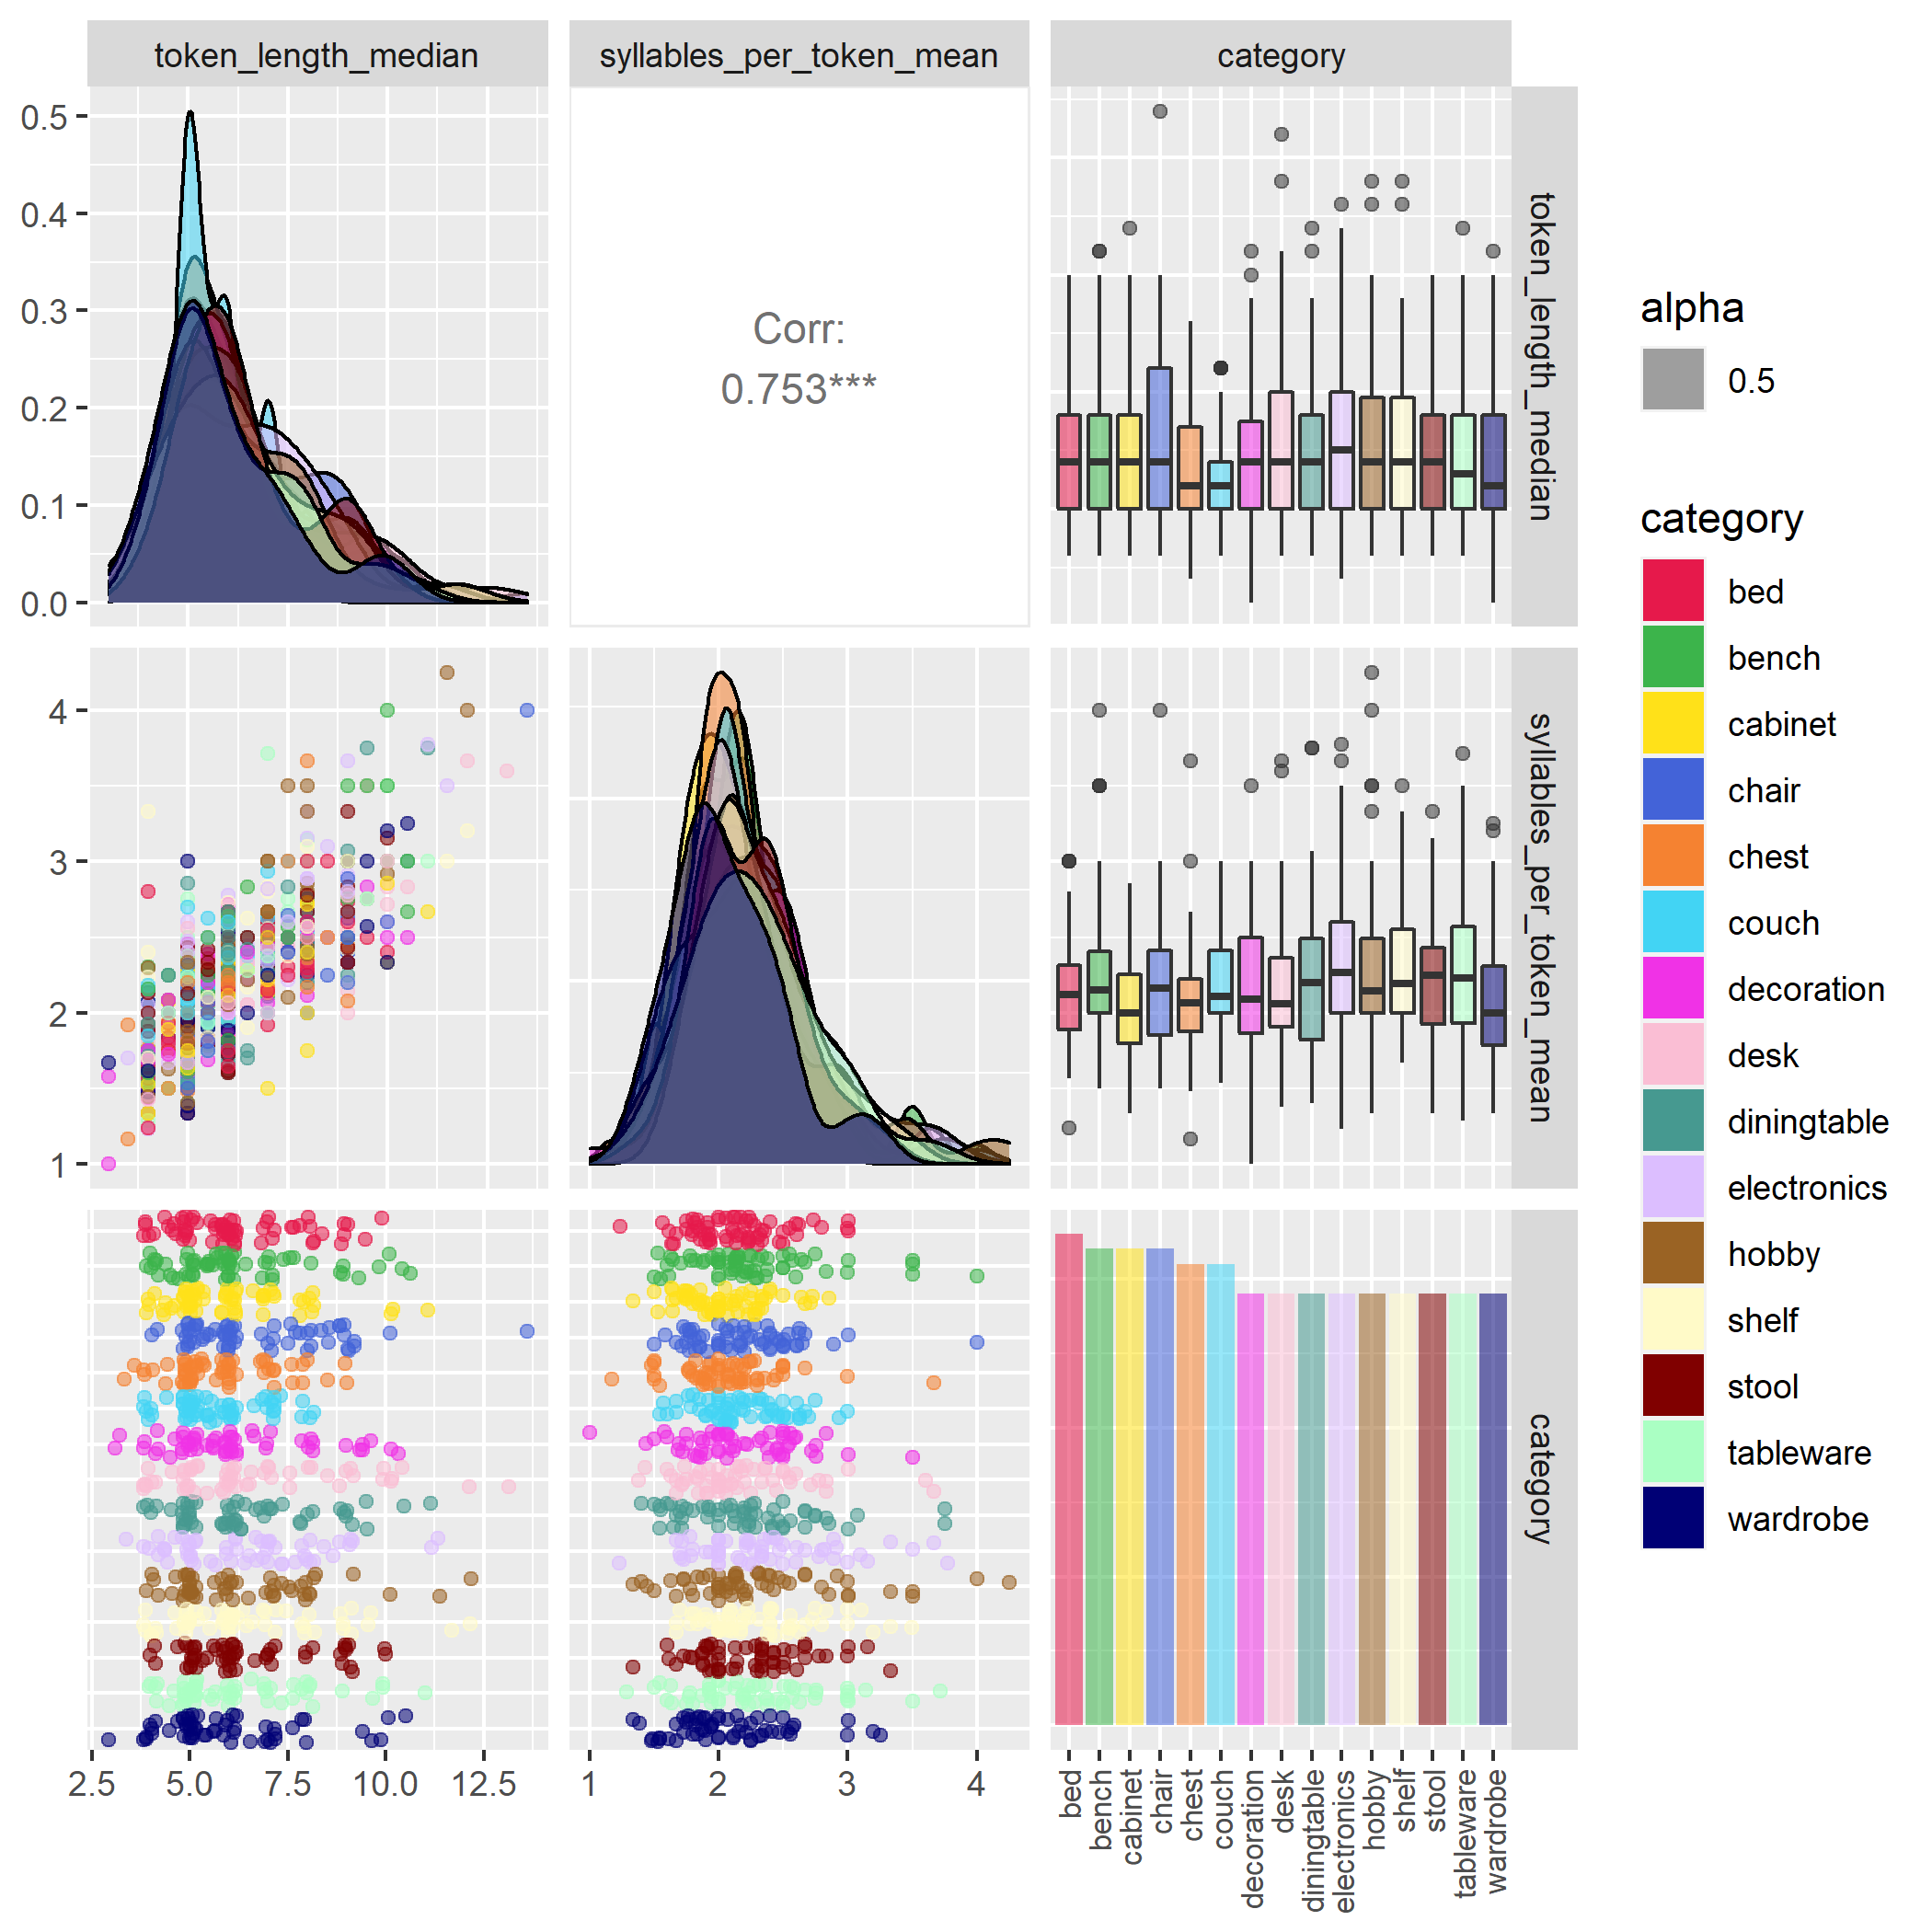 token_length_median
syllables_per_token_mean
category
0.5
0.4
0.3
0.2
0.1
0.0
Corr:
0.753***
token_length_median
4
3
2
1
syllables_per_token_mean
category
2.5
5.0
7.5
10.0
12.5
1
2
3
4
bed
bench
cabinet
chair
chest
couch
decoration
desk
diningtable
electronics
hobby
shelf
stool
tableware
wardrobe
alpha
0.5
category
bed
bench
cabinet
chair
chest
couch
decoration
desk
diningtable
electronics
hobby
shelf
stool
tableware
wardrobe